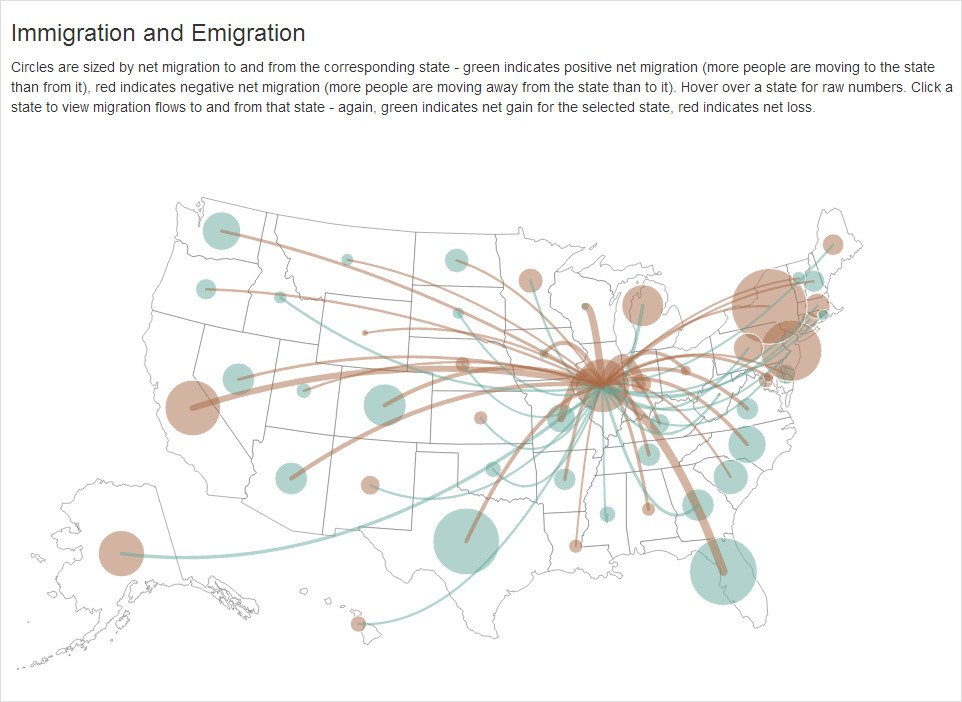 Immigration and Emigration
Circles are sized by net migration to and from the corresponding state - green indicates positive net migration (more people are moving to the state
than from it), red indicates negative net migration (more people are moving away from the state than to it). Hover over a state for raw numbers. Click a
state to view migration flows to and from that state - again, green indicates net gain for the selected state, red indicates net loss.